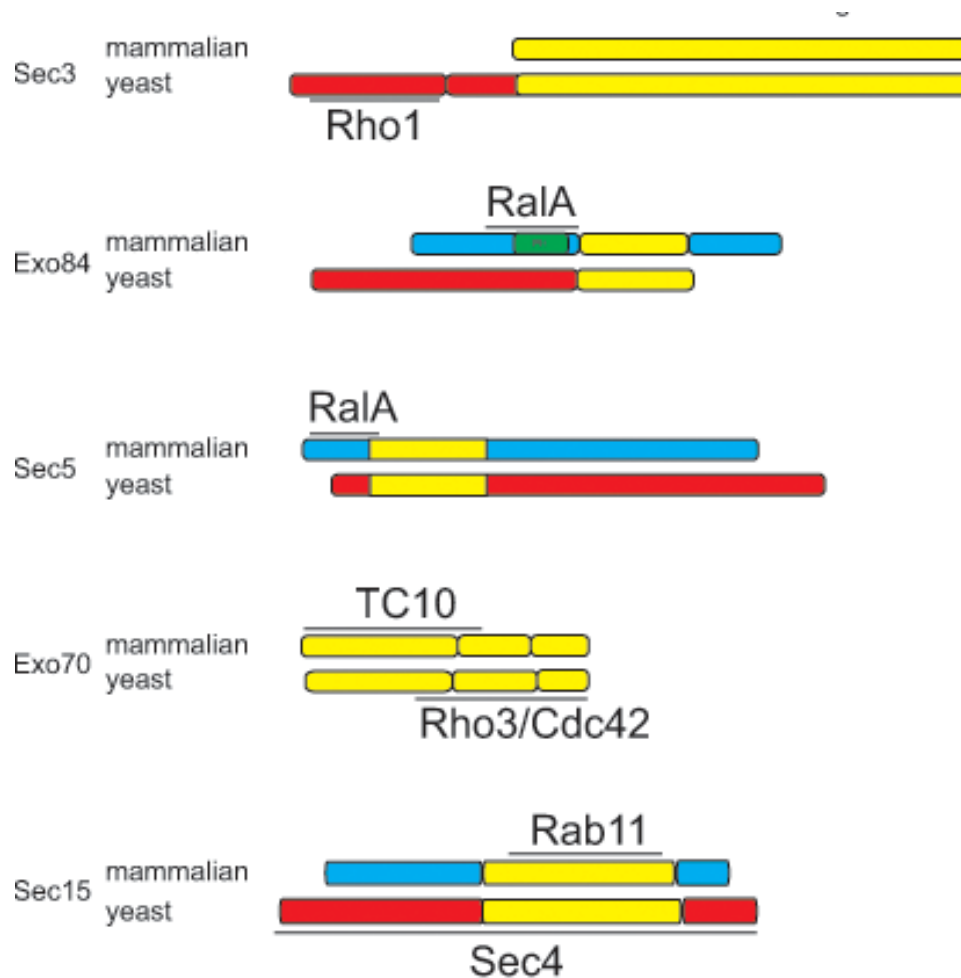 mammalian
Sec3
yeast
Rho1
RalA
mammalian
Exo84
yeast
RalA
mammalian
Sec5
yeast
TC10
mammalian
Exo70
yeast
Rho3/Cdc42
Rab11
mammalian
Sec15
yeast
Sec4